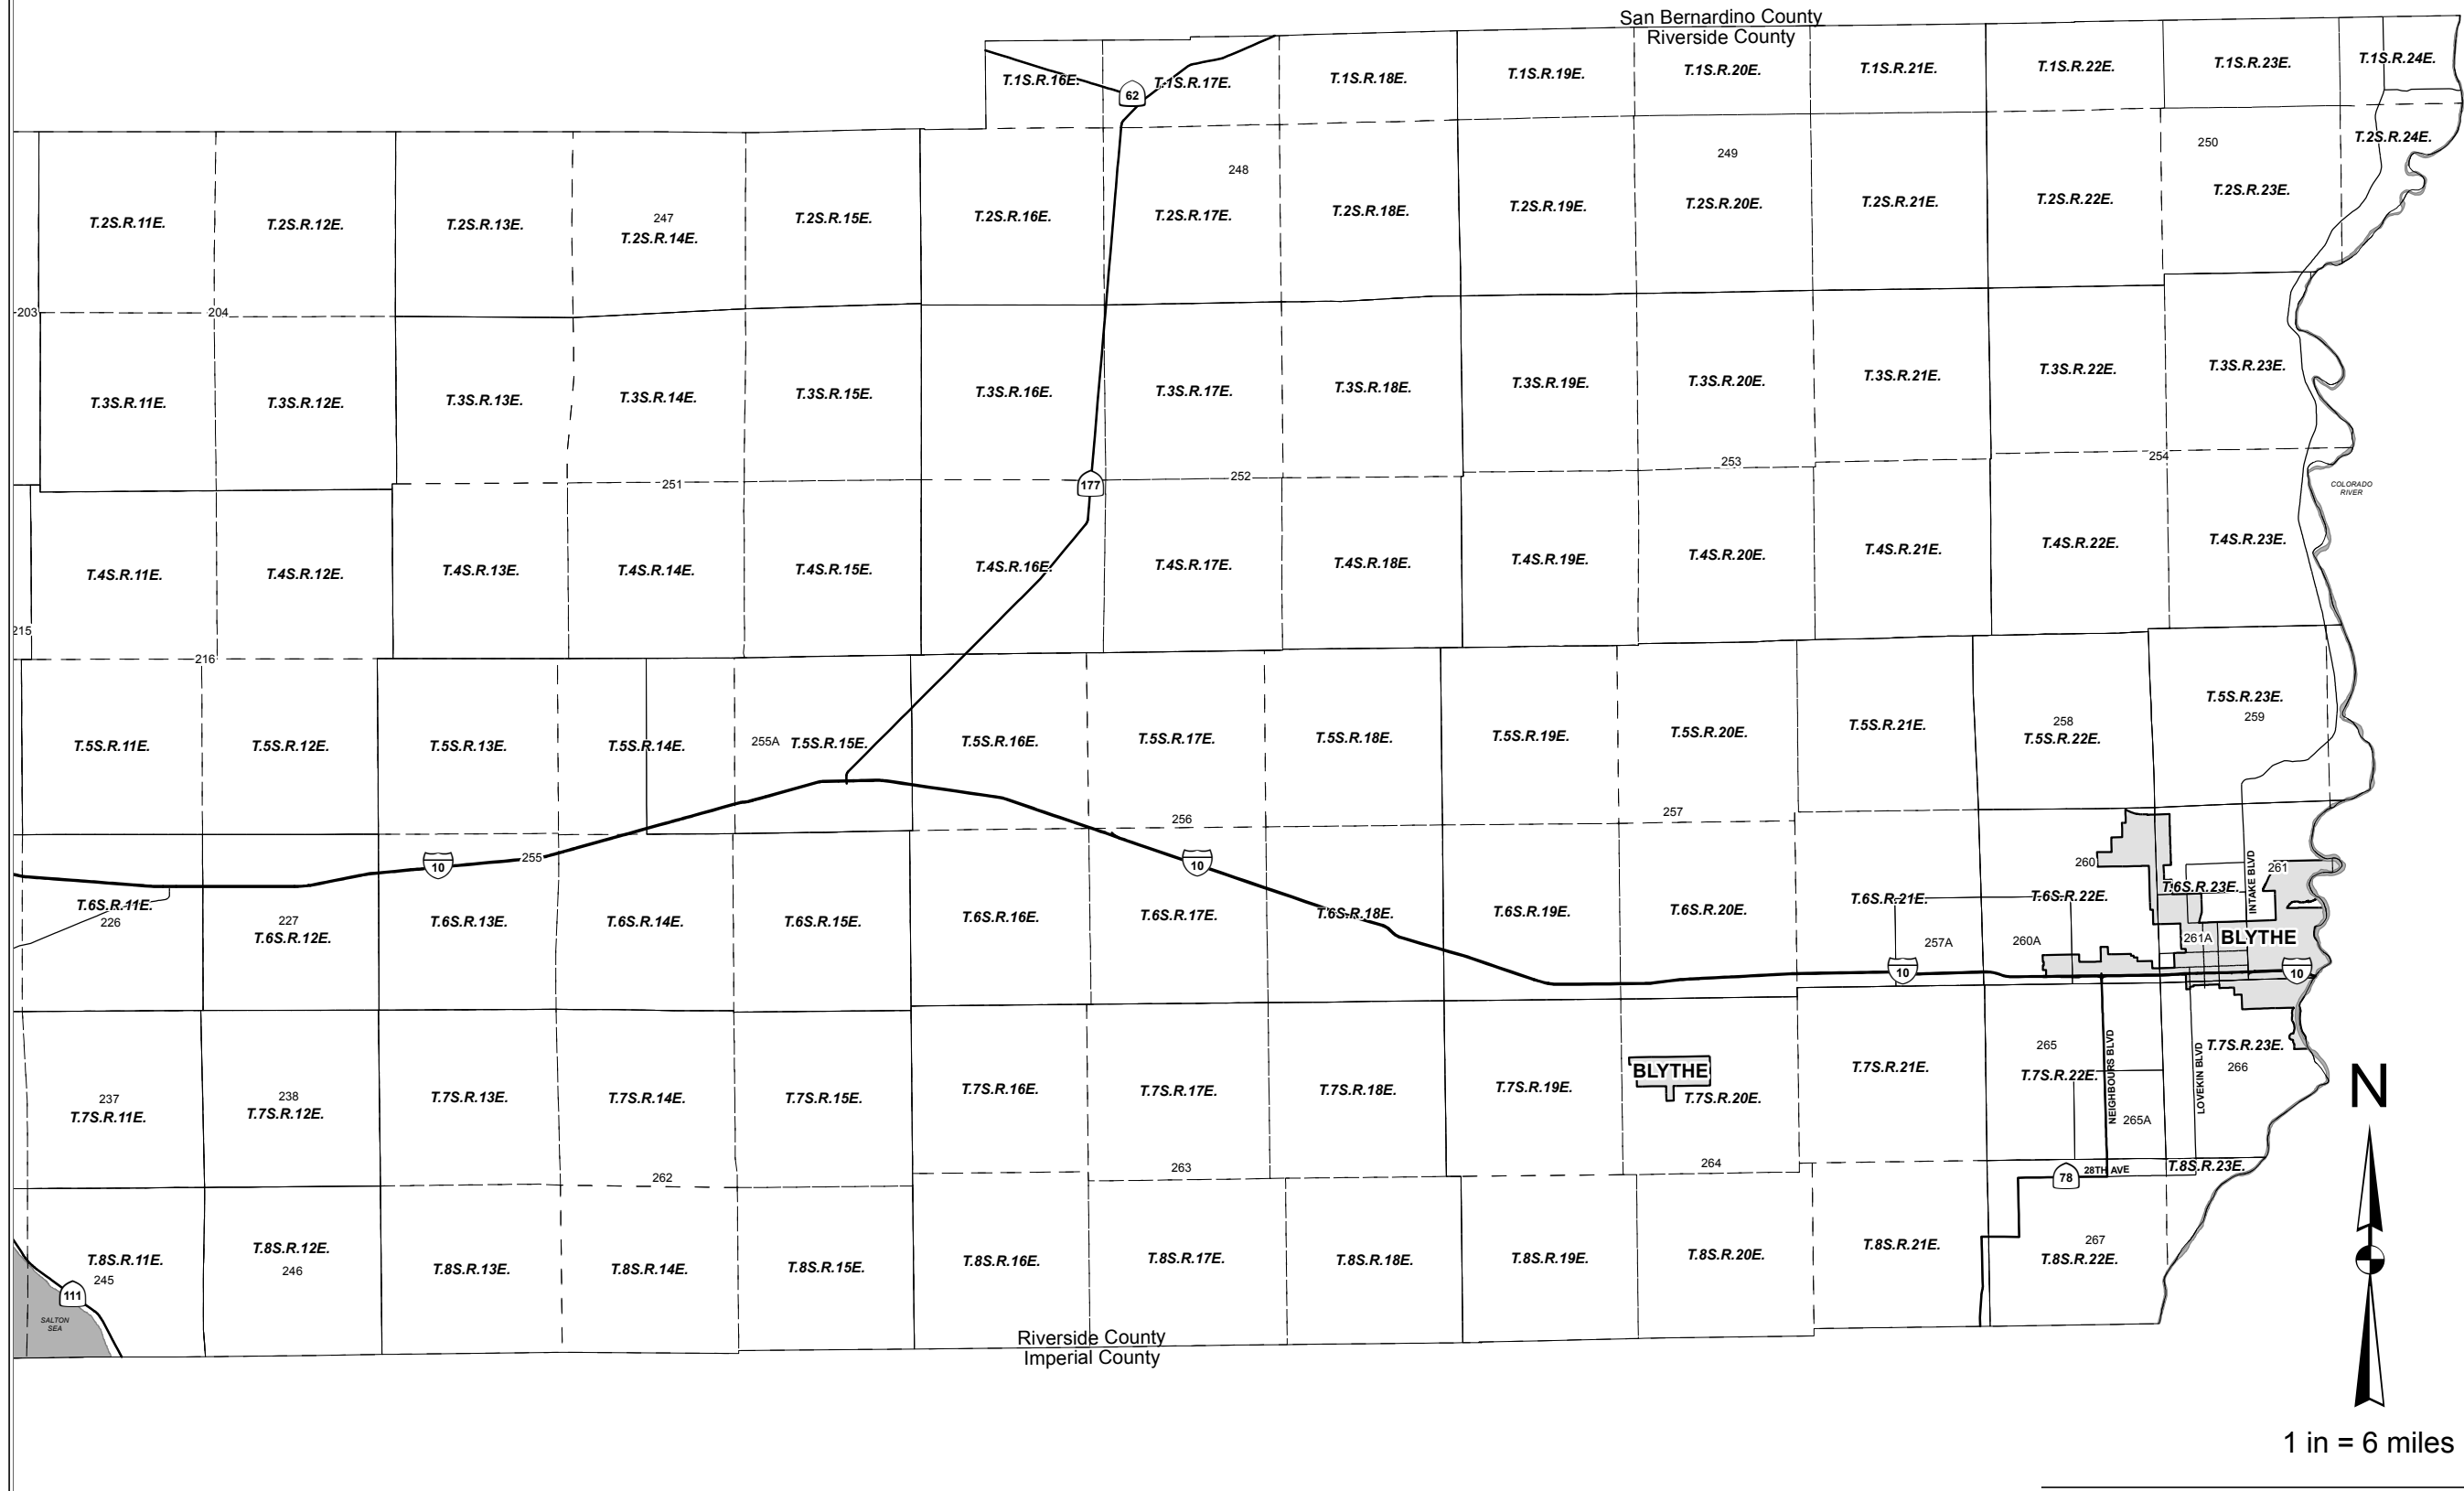 San Bernardino County
Riverside County
T.1S.R.16E.
62
T.1S.R.17E.
T.1S.R.18E.
T.1S.R.19E.
T.1S.R.20E.
T.1S.R.21E.
T.1S.R.22E.
T.1S.R.23E.
T.1S.R.24E.
248
249
250
T.2S.R.24E.
T.2S.R.11E.
T.2S.R.12E.
T.2S.R.13E.
247
T.2S.R.14E.
T.2S.R.15E.
T.2S.R.16E.
T.2S.R.17E.
T.2S.R.18E.
T.2S.R.19E.
T.2S.R.20E.
T.2S.R.21E.
T.2S.R.22E.
T.2S.R.23E.
203
204
T.3S.R.11E.
T.3S.R.12E.
T.3S.R.13E.
T.3S.R.14E.
T.3S.R.15E.
T.3S.R.16E.
T.3S.R.17E.
T.3S.R.18E.
T.3S.R.19E.
T.3S.R.20E.
T.3S.R.21E.
T.3S.R.22E.
T.3S.R.23E.
251
177
252
253
254
COLORADO
RIVER
T.4S.R.11E.
T.4S.R.12E.
T.4S.R.13E.
T.4S.R.14E.
T.4S.R.15E.
T.4S.R.16E.
T.4S.R.17E.
T.4S.R.18E.
T.4S.R.19E.
T.4S.R.20E.
T.4S.R.21E.
T.4S.R.22E.
T.4S.R.23E.
215
216
T.5S.R.11E.
T.5S.R.12E.
T.5S.R.13E.
T.5S.R.14E.
255A
T.5S.R.15E.
T.5S.R.16E.
T.5S.R.17E.
T.5S.R.18E.
T.5S.R.19E.
T.5S.R.20E.
T.5S.R.21E.
258
T.5S.R.22E.
T.5S.R.23E.
259
256
257
10
255
10
260
INTAKE BLVD
261
T.6S.R.11E.
226
227
T.6S.R.12E.
T.6S.R.13E.
T.6S.R.14E.
T.6S.R.15E.
T.6S.R.16E.
T.6S.R.17E.
T.6S.R.18E.
T.6S.R.19E.
T.6S.R.20E.
T.6S.R.21E.
T.6S.R.22E.
T.6S.R.23E.
257A
260A
261A
BLYTHE
10
10
237
T.7S.R.11E.
238
T.7S.R.12E.
T.7S.R.13E.
T.7S.R.14E.
T.7S.R.15E.
T.7S.R.16E.
T.7S.R.17E.
T.7S.R.18E.
T.7S.R.19E.
BLYTHE
T.7S.R.20E.
T.7S.R.21E.
265
T.7S.R.22E.
NEIGHBOURS BLVD
265A
LOVEKIN BLVD
T.7S.R.23E.
266
N
262
263
264
78
28TH AVE
T.8S.R.23E.
T.8S.R.11E.
245
T.8S.R.12E.
246
T.8S.R.13E.
T.8S.R.14E.
T.8S.R.15E.
T.8S.R.16E.
T.8S.R.17E.
T.8S.R.18E.
T.8S.R.19E.
T.8S.R.20E.
T.8S.R.21E.
267
T.8S.R.22E.
111
SALTON
SEA
Riverside County
Imperial County
1 in = 6 miles